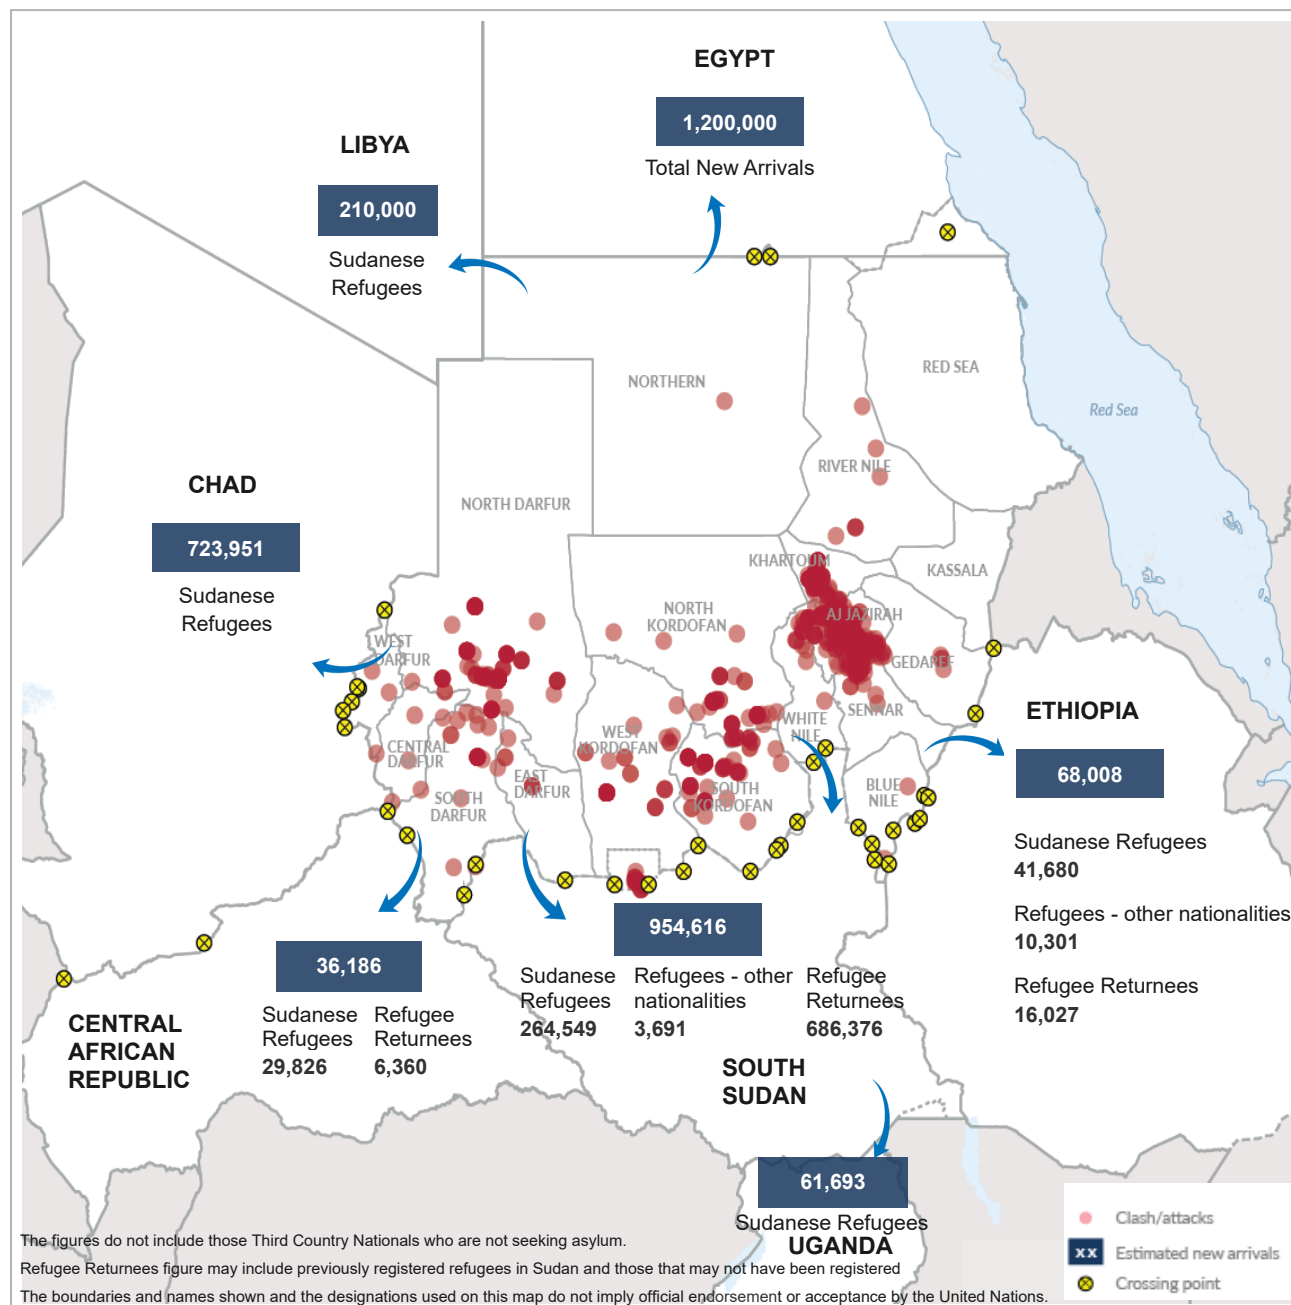 EGYPT
1,200,000
Total New Arrivals
LIBYA
210,000
Sudanese
Refugees
RED SEA
NORTHERN
Red Sea
RIVER NILE
CHAD
NORTH DARFUR
723,951
KHARTOUM
KASSALA
Sudanese
Refugees
NORTH
KORDOFAN
AJ JAZIRAH
WEST
DARFUR
GEDAREF
SENNAR
ETHIOPIA
WHITE
NILE
WEST
KORDOFAN
CENTRAL
DARFUR
68,008
EAST
DARFUR
BLUE
NILE
SOUTH
KORDOFAN
SOUTH
DARFUR
Sudanese Refugees
41,680
Refugees - other nationalities
10,301
Refugee Returnees
16,027
954,616
Sudanese
Refugees
264,549
Refugees - other
nationalities
3,691
Refugee
Returnees
686,376
36,186
Sudanese
Refugees
29,826
Refugee
Returnees
6,360
CENTRAL
AFRICAN
REPUBLIC
SOUTH
SUDAN
61,693
Sudanese Refugees
UGANDA
Clash/attacks
xx Estimated new arrivals
Crossing point
The figures do not include those Third Country Nationals who are not seeking asylum.
Refugee Returnees figure may include previously registered refugees in Sudan and those that may not have been registered
The boundaries and names shown and the designations used on this map do not imply official endorsement or acceptance by the United Nations.